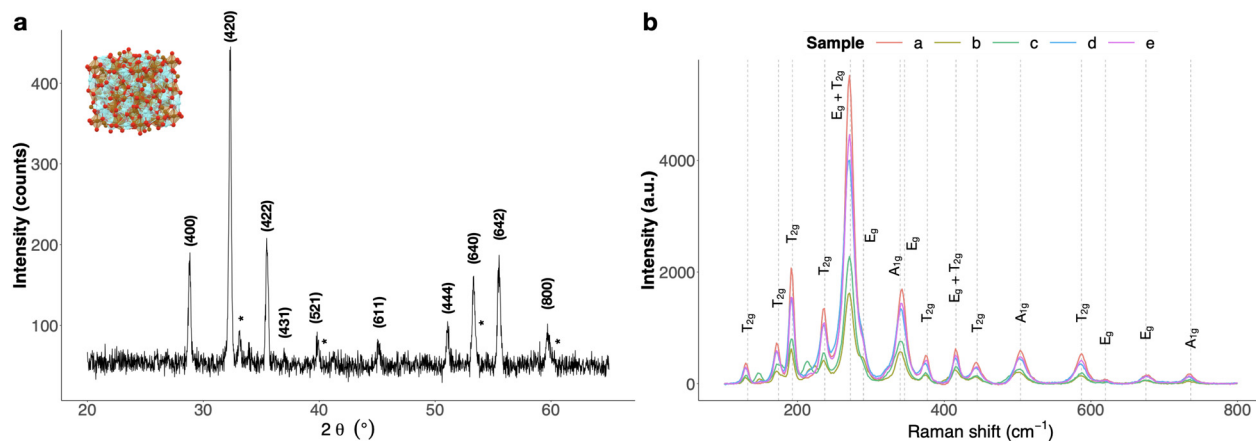 a
(420)
400
(400)
(422)
(640)
(642)
(431)
*
(521)
*
(611)
(444)
*
(800)
*
300
200
100
Intensity (counts)
20
30
40
50
60
2 θ (°)
b
Sample a b c d e
Eg + T2g
T2g
T2g
T2g
T2g
Eg
A1g
Eg
T2g
Eg + T2g
T2g
A1g
T2g
Eg
Eg
A1g
4000
2000
0
Intensity (a.u.)
200
400
600
800
Raman shift (cm⁻¹)